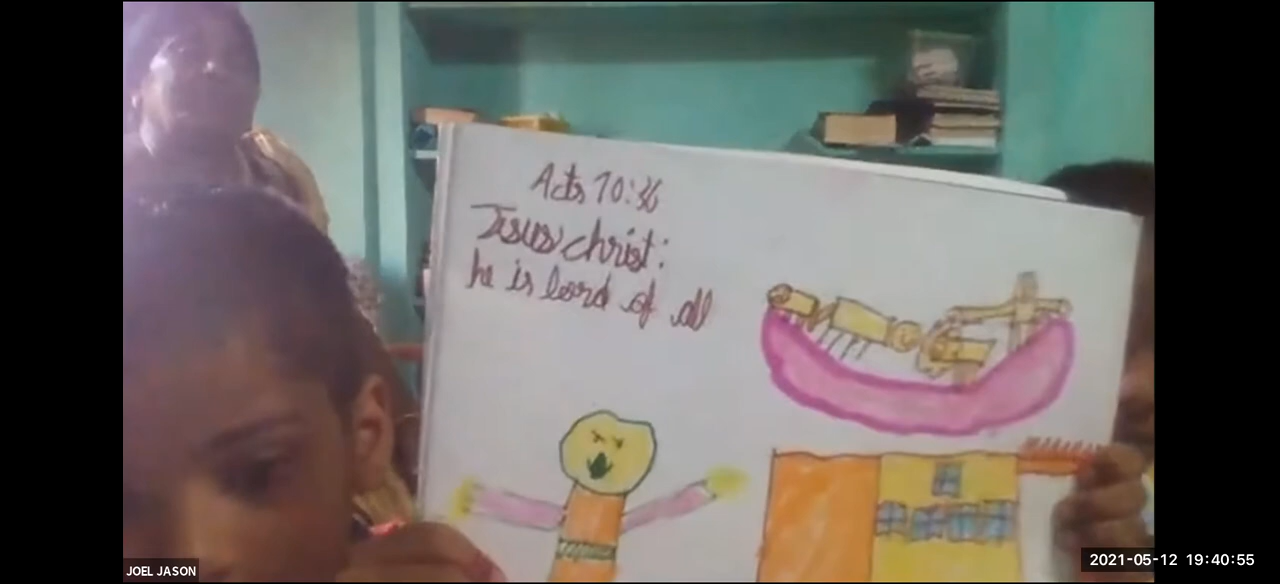 Acts 10:36
Jesus christ:
he is lord of all
JOEL JASON
2021-05-12 19:40:55